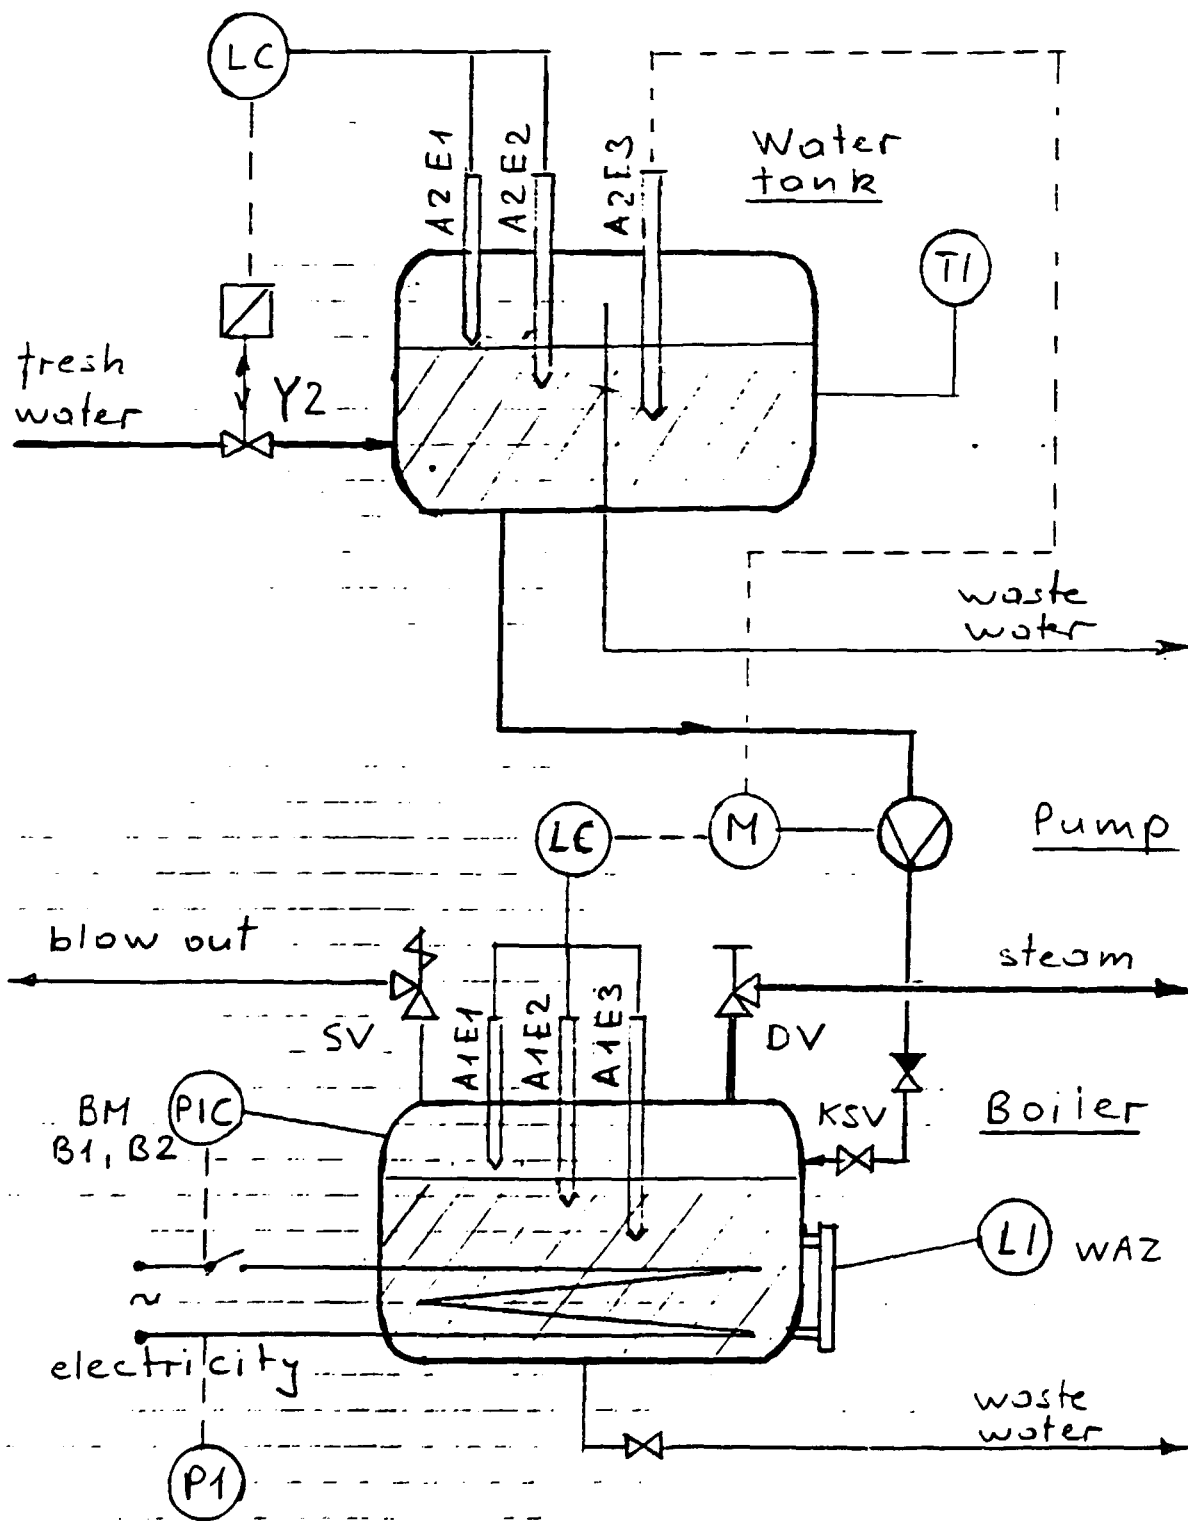 LC
A2E1
A2E2
A2E3
Water
tank
TI
fresh
water
Y2
waste
water
LC
M
Pump
blow out
steam
SV
A1E1
A1E2
A1E3
DV
BM
B1, B2
PIC
KSV
Boiler
LI
WAZ
~
electricity
waste
water
P1